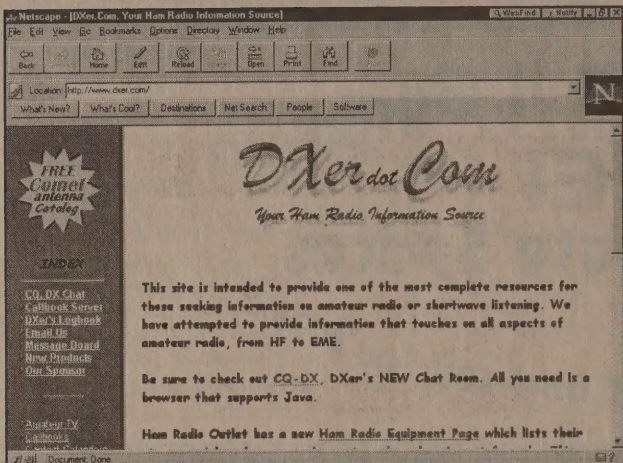 Netscape - [DXer.Com, Your Ham Radio Information Source]
WebFind Notify
File Edit View Go Bookmarks Options Directory Window Help
Back Home Edit Reload Open Print Find
Location: http://www.dxer.com/
What's New? What's Cool? Destinations Net Search People Software
N
FREE
Comet
antenna
Catalog
DXer dot Com
Your Ham Radio Information Source
INDEX
CQ, DX Chat
Callbook Server
DXer's Logbook
Email Us
Message Board
New Products
Our Sponsor
This site is intended to provide one of the most complete resources for
those seeking information on amateur radio or shortwave listening. We
have attempted to provide information that touches on all aspects of
amateur radio, from HF to EME.
Be sure to check out CQ-DX, DXer's NEW Chat Room. All you need is a
browser that supports Java.
Amateur TV
Callbooks
Ham Radio Outlet has a new Ham Radio Equipment Page which lists their
Document: Done